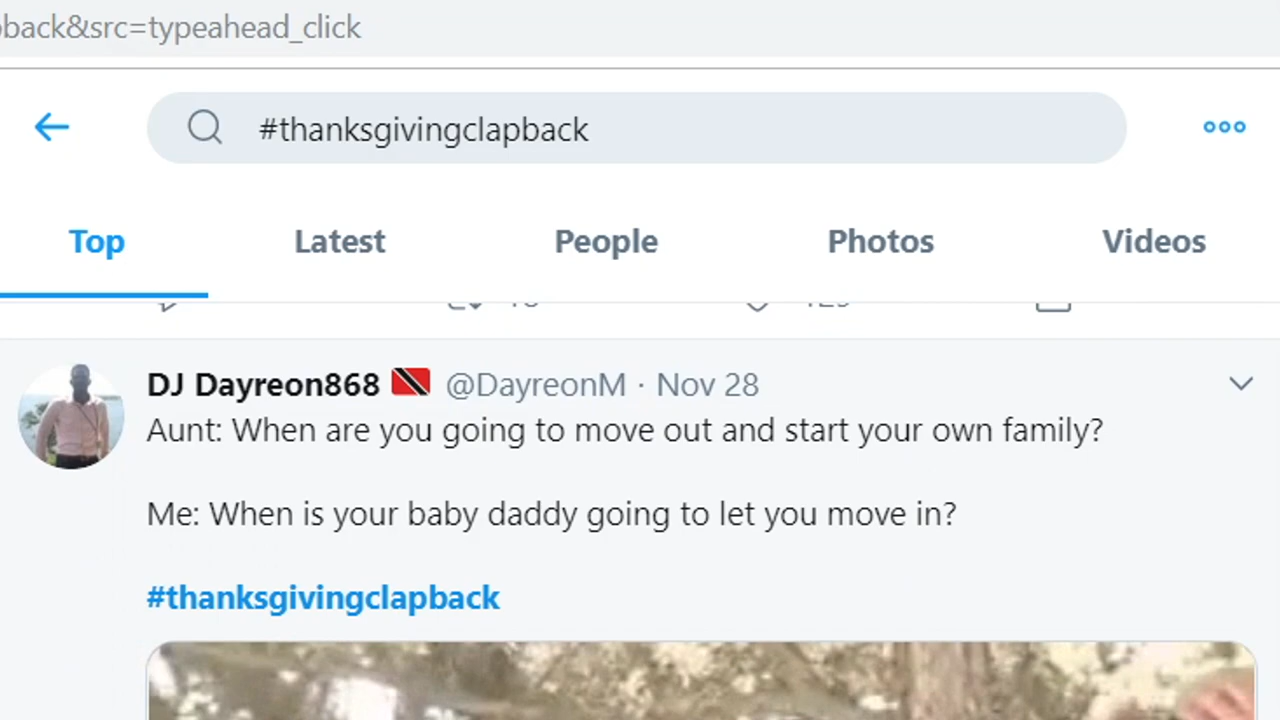 back&src=typeahead_click
#thanksgivingclapback
Top Latest People Photos Videos
DJ Dayreon868 @DayreonM · Nov 28
Aunt: When are you going to move out and start your own family?
Me: When is your baby daddy going to let you move in?
#thanksgivingclapback